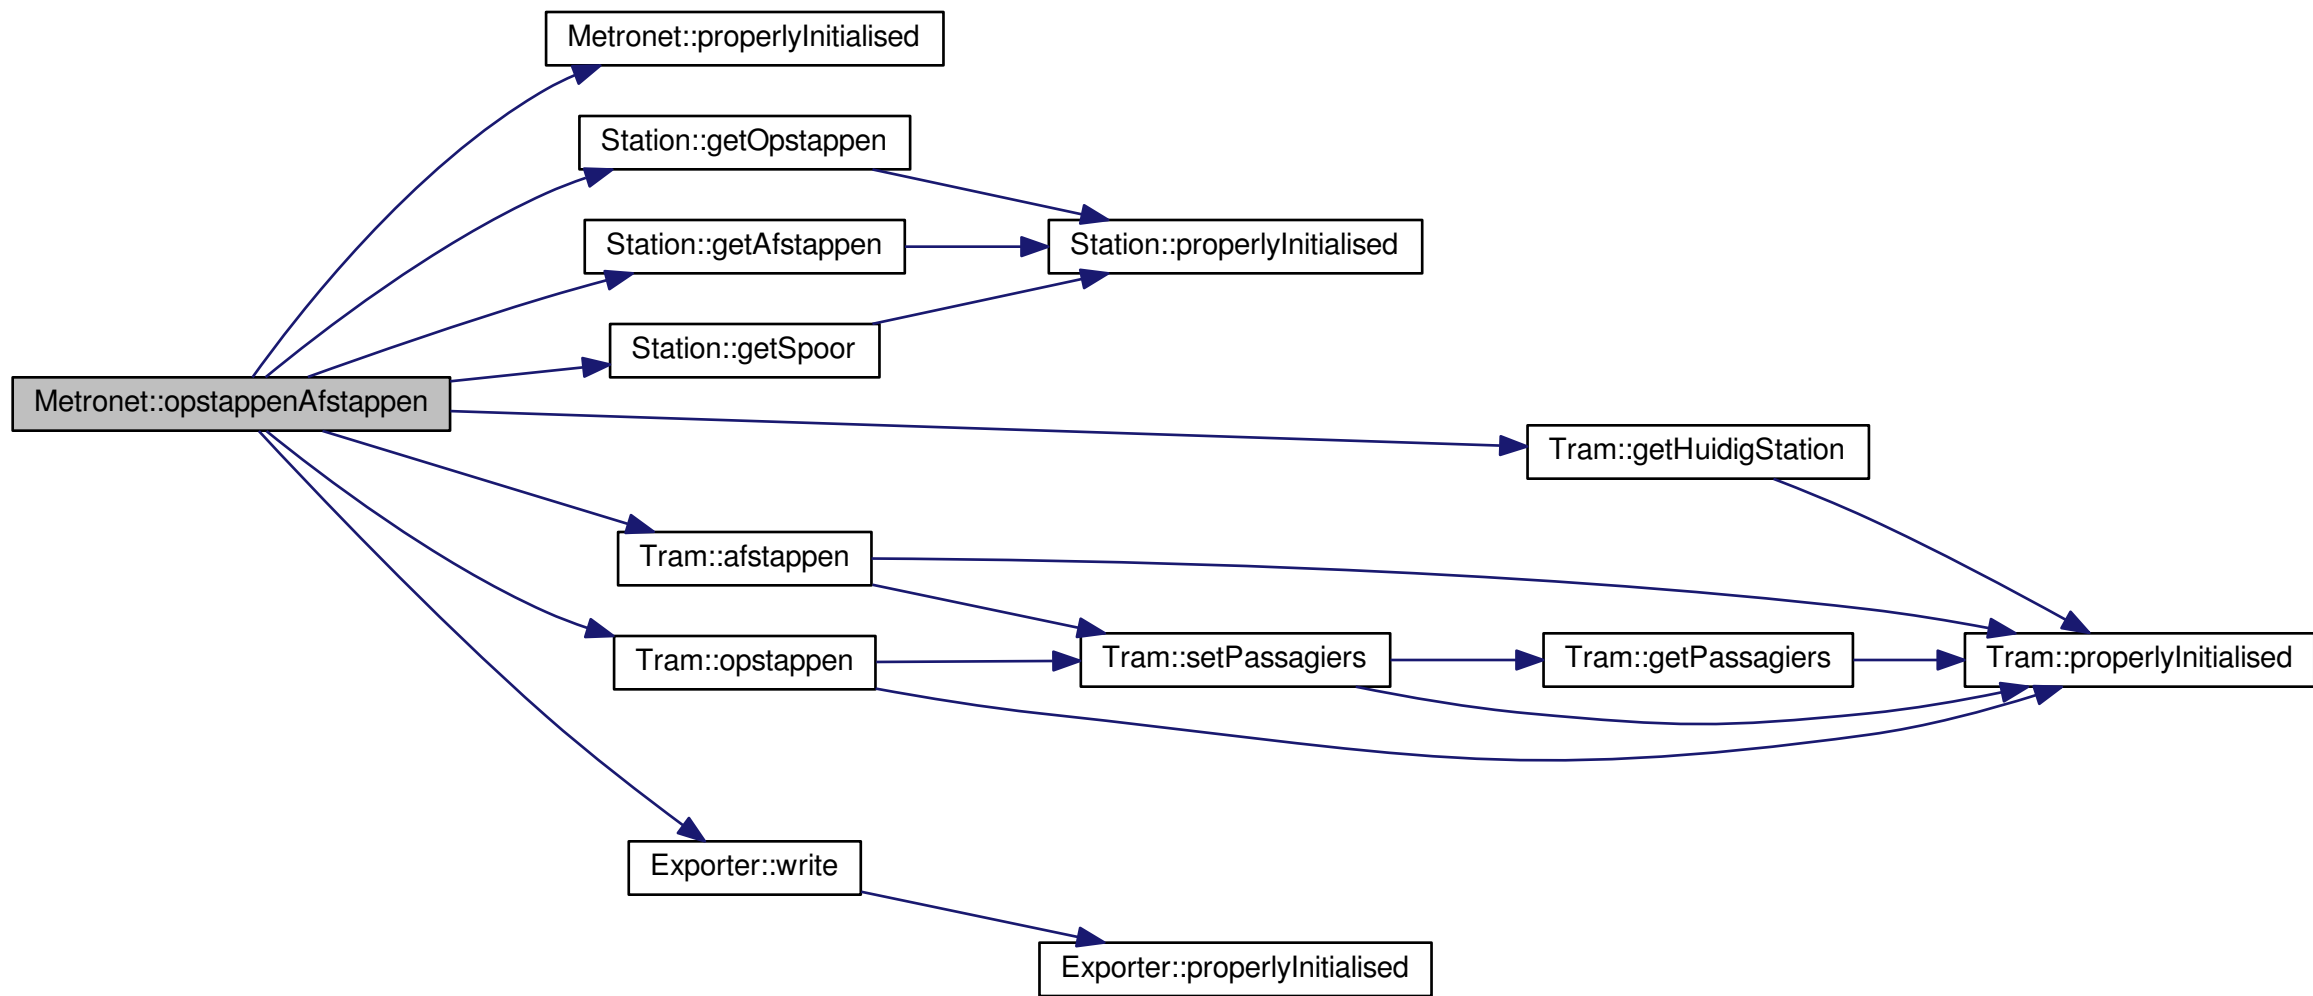 Metronet::properlyInitialised
Station::getOpstappen
Station::getAfstappen
Station::properlyInitialised
Station::getSpoor
Metronet::opstappenAfstappen
Tram::getHuidigStation
Tram::afstappen
Tram::opstappen
Tram::setPassagiers
Tram::getPassagiers
Tram::properlyInitialised
Exporter::write
Exporter::properlyInitialised